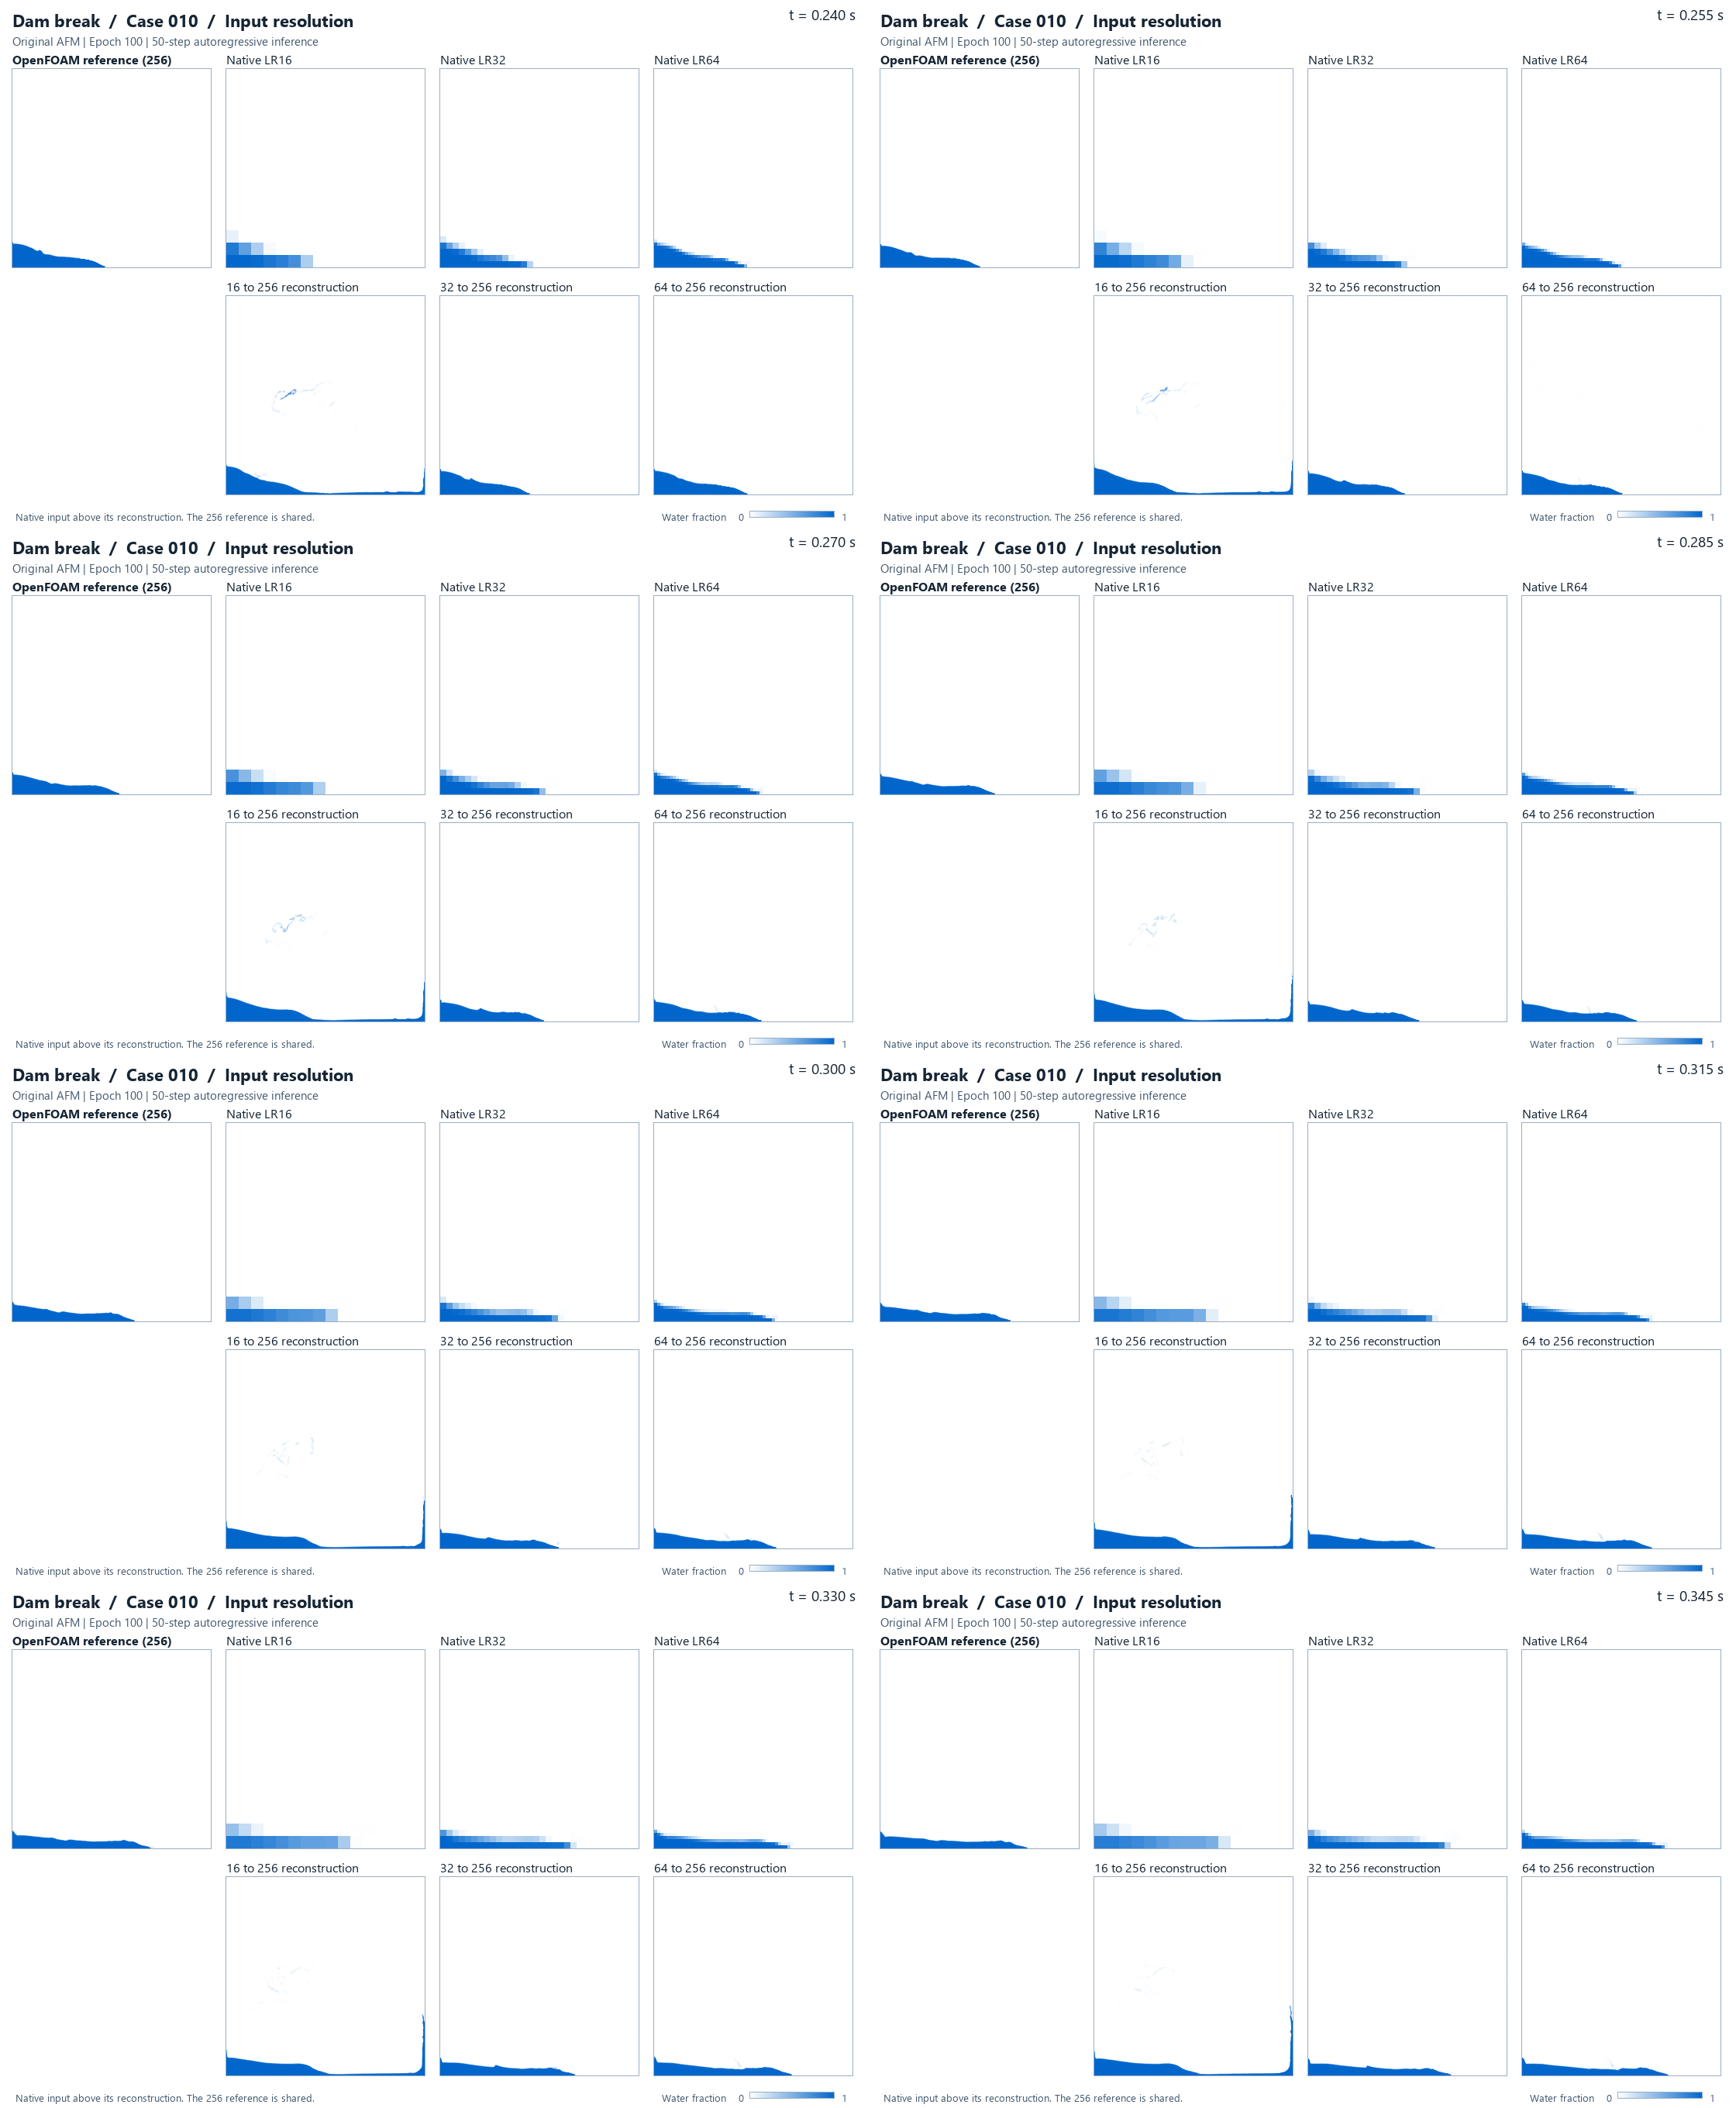 Dam break / Case 010 / Input resolution
t = 0.240 s
Original AFM | Epoch 100 | 50-step autoregressive inference
OpenFOAM reference (256)
Native LR16
Native LR32
Native LR64
16 to 256 reconstruction
32 to 256 reconstruction
64 to 256 reconstruction
Native input above its reconstruction. The 256 reference is shared.
Water fraction 0 1
Dam break / Case 010 / Input resolution
t = 0.255 s
Original AFM | Epoch 100 | 50-step autoregressive inference
OpenFOAM reference (256)
Native LR16
Native LR32
Native LR64
16 to 256 reconstruction
32 to 256 reconstruction
64 to 256 reconstruction
Native input above its reconstruction. The 256 reference is shared.
Water fraction 0 1
Dam break / Case 010 / Input resolution
t = 0.270 s
Original AFM | Epoch 100 | 50-step autoregressive inference
OpenFOAM reference (256)
Native LR16
Native LR32
Native LR64
16 to 256 reconstruction
32 to 256 reconstruction
64 to 256 reconstruction
Native input above its reconstruction. The 256 reference is shared.
Water fraction 0 1
Dam break / Case 010 / Input resolution
t = 0.285 s
Original AFM | Epoch 100 | 50-step autoregressive inference
OpenFOAM reference (256)
Native LR16
Native LR32
Native LR64
16 to 256 reconstruction
32 to 256 reconstruction
64 to 256 reconstruction
Native input above its reconstruction. The 256 reference is shared.
Water fraction 0 1
Dam break / Case 010 / Input resolution
t = 0.300 s
Original AFM | Epoch 100 | 50-step autoregressive inference
OpenFOAM reference (256)
Native LR16
Native LR32
Native LR64
16 to 256 reconstruction
32 to 256 reconstruction
64 to 256 reconstruction
Native input above its reconstruction. The 256 reference is shared.
Water fraction 0 1
Dam break / Case 010 / Input resolution
t = 0.315 s
Original AFM | Epoch 100 | 50-step autoregressive inference
OpenFOAM reference (256)
Native LR16
Native LR32
Native LR64
16 to 256 reconstruction
32 to 256 reconstruction
64 to 256 reconstruction
Native input above its reconstruction. The 256 reference is shared.
Water fraction 0 1
Dam break / Case 010 / Input resolution
t = 0.330 s
Original AFM | Epoch 100 | 50-step autoregressive inference
OpenFOAM reference (256)
Native LR16
Native LR32
Native LR64
16 to 256 reconstruction
32 to 256 reconstruction
64 to 256 reconstruction
Native input above its reconstruction. The 256 reference is shared.
Water fraction 0 1
Dam break / Case 010 / Input resolution
t = 0.345 s
Original AFM | Epoch 100 | 50-step autoregressive inference
OpenFOAM reference (256)
Native LR16
Native LR32
Native LR64
16 to 256 reconstruction
32 to 256 reconstruction
64 to 256 reconstruction
Native input above its reconstruction. The 256 reference is shared.
Water fraction 0 1